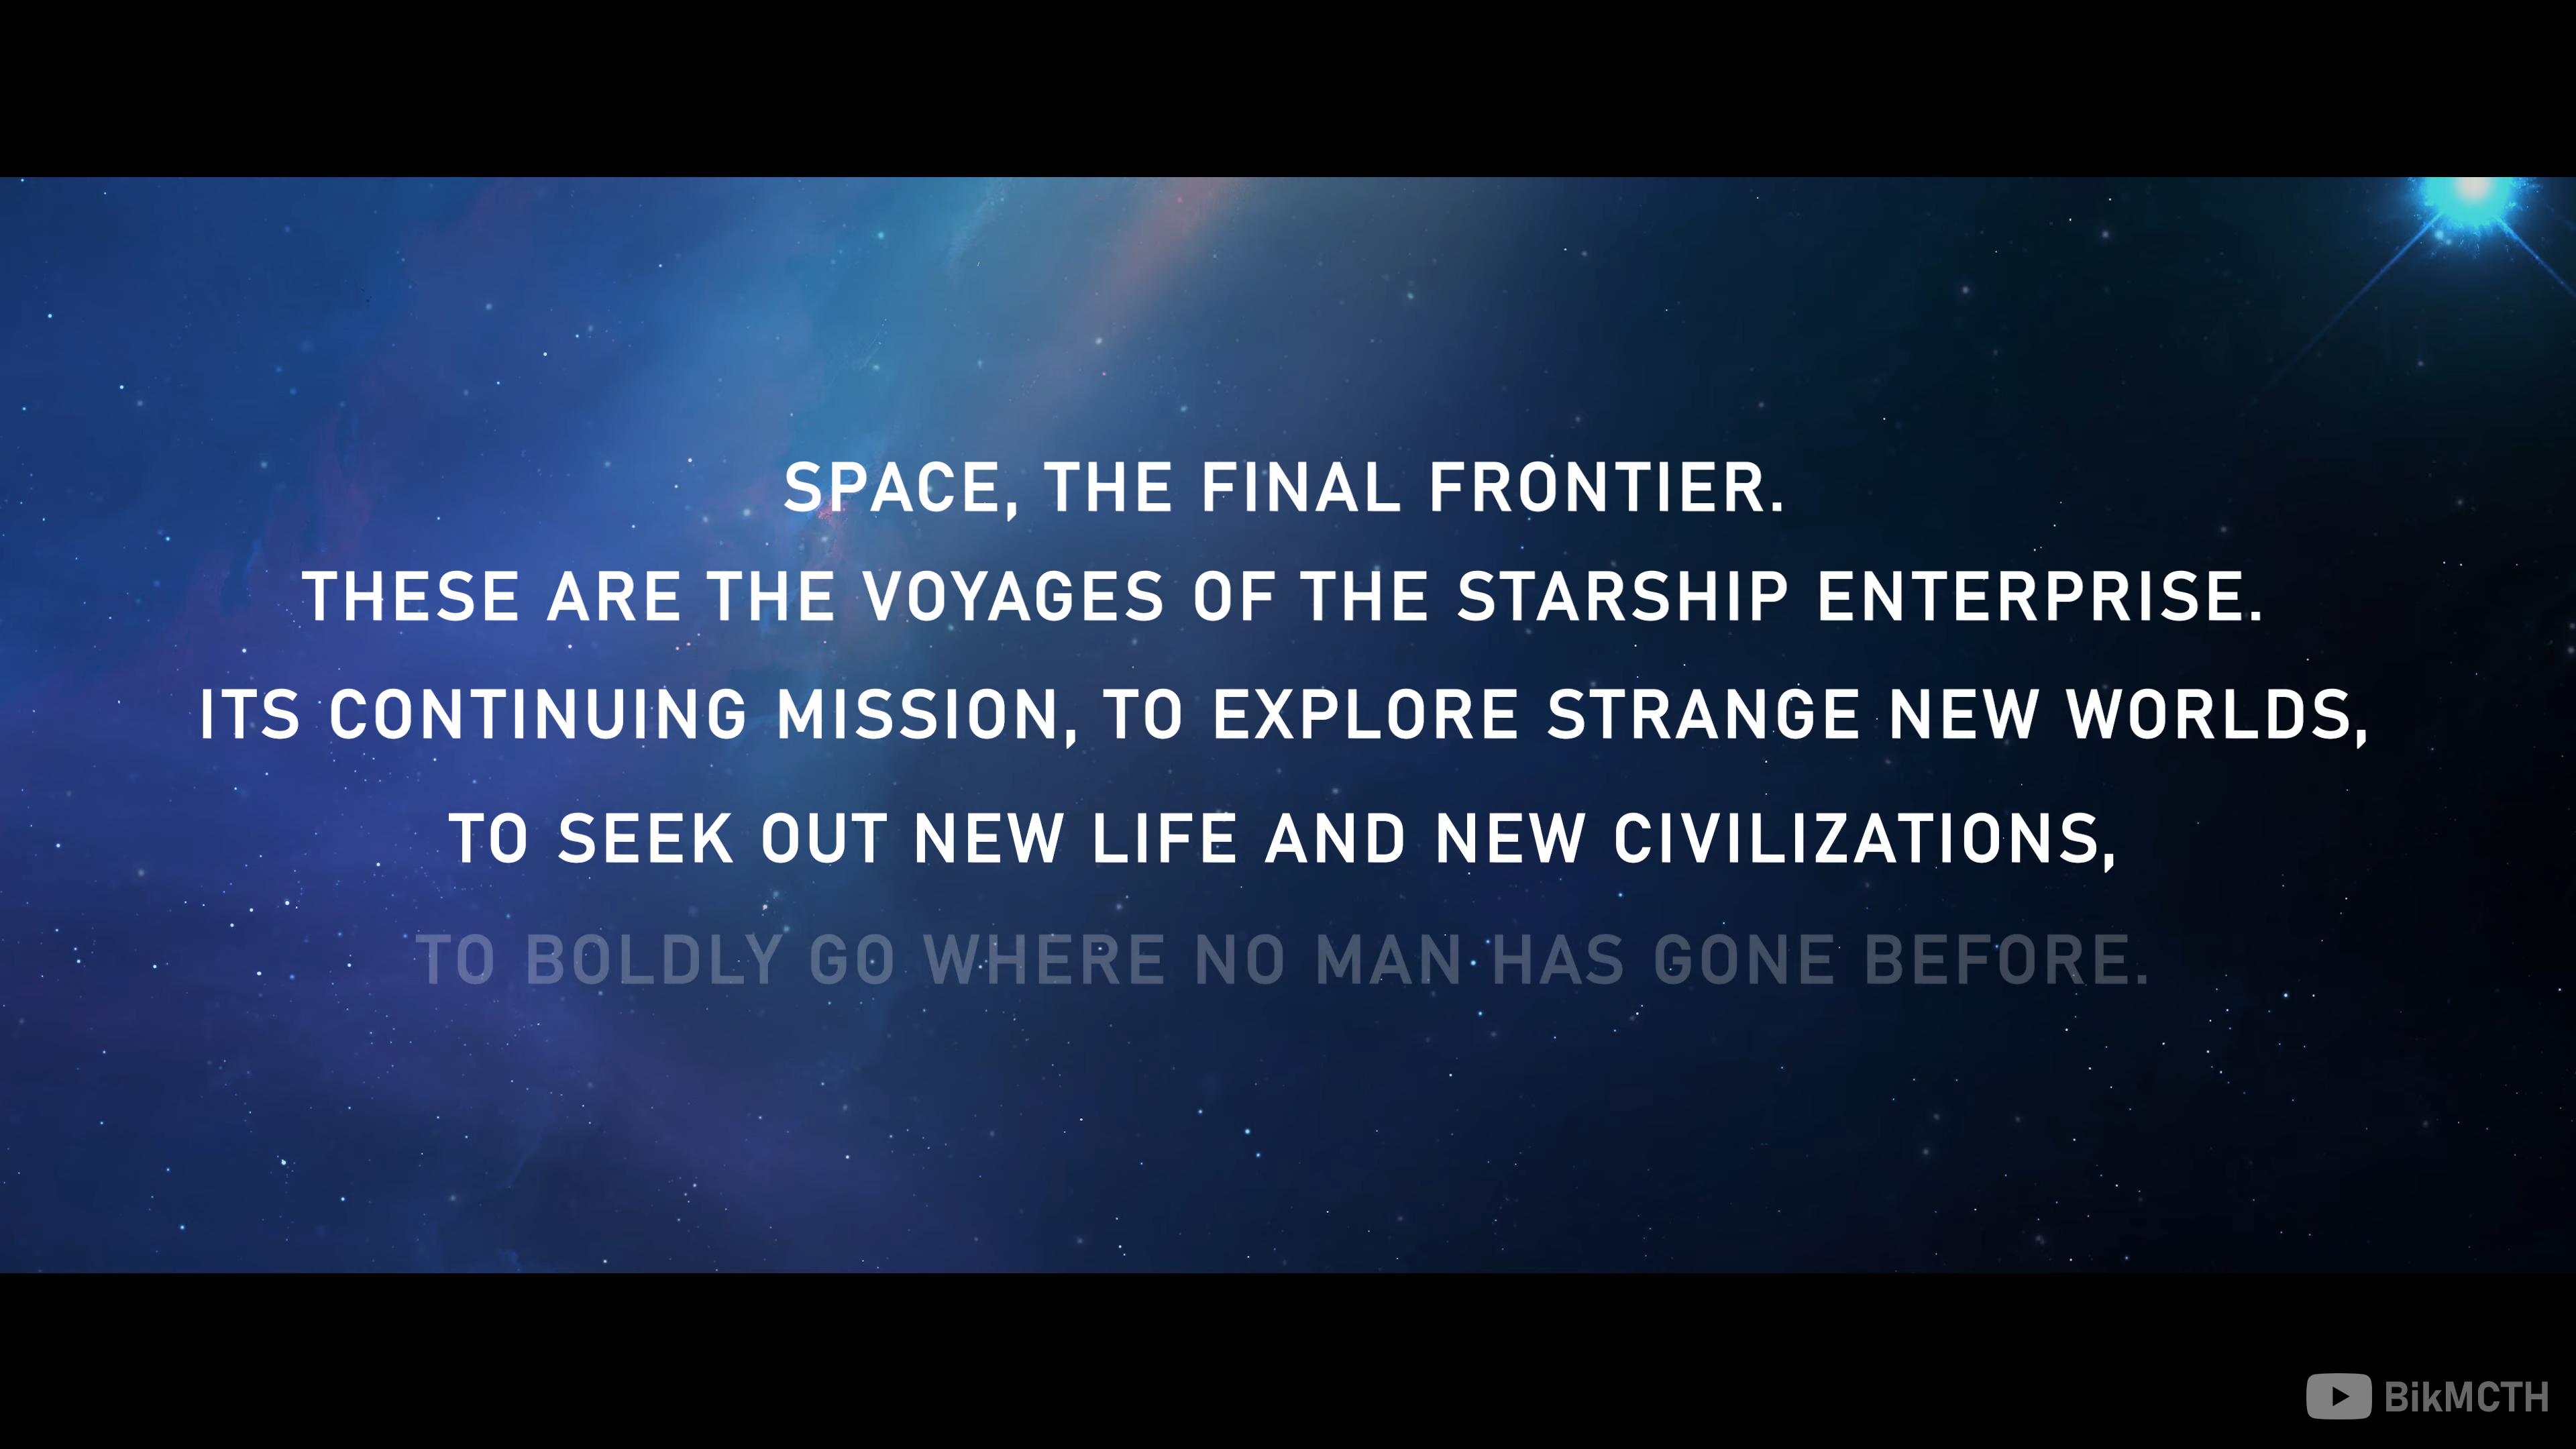 SPACE, THE FINAL FRONTIER.
THESE ARE THE VOYAGES OF THE STARSHIP ENTERPRISE.
ITS CONTINUING MISSION, TO EXPLORE STRANGE NEW WORLDS,
TO SEEK OUT NEW LIFE AND NEW CIVILIZATIONS,
TO BOLDLY GO WHERE NO MAN HAS GONE BEFORE.
BikMCTH